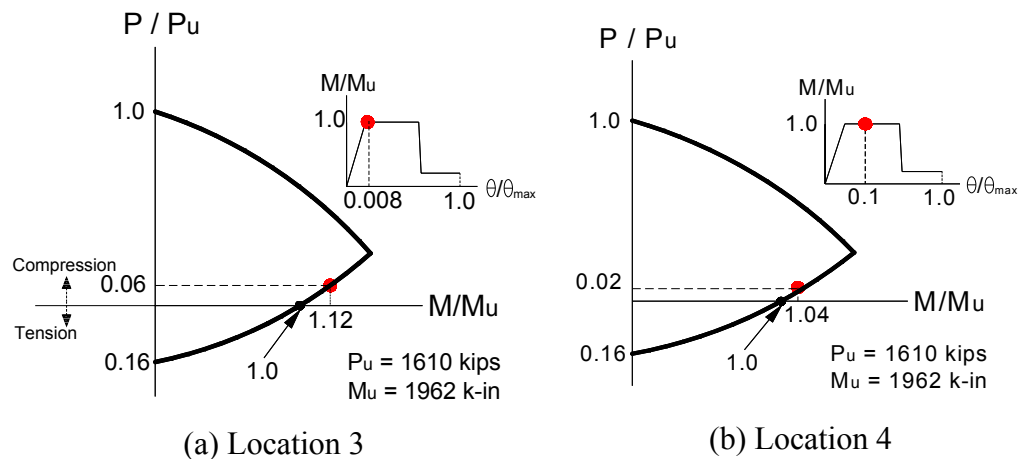 P / Pu
M/Mu
1.0
1.0
θ/θmax
0.008
1.0
Compression
0.06
M/Mu
Tension
1.12
0.16
1.0
Pu = 1610 kips
Mu = 1962 k-in
(a) Location 3
P / Pu
M/Mu
1.0
1.0
θ/θmax
0.1
1.0
0.02
M/Mu
1.04
0.16
1.0
Pu = 1610 kips
Mu = 1962 k-in
(b) Location 4